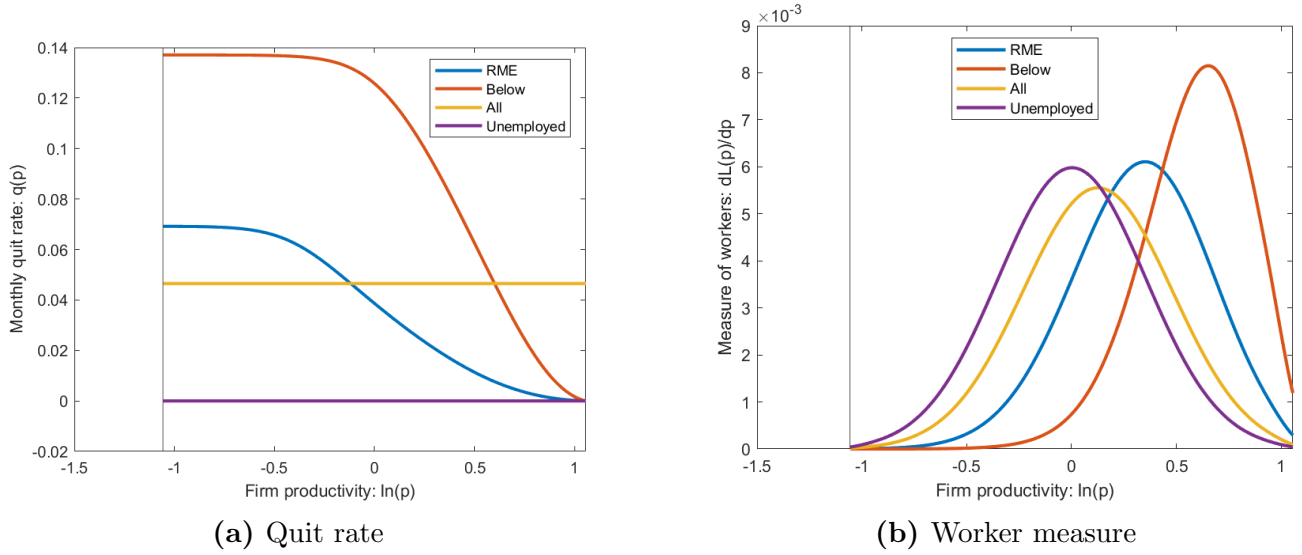 0.14
0.12
0.1
0.08
0.06
0.04
0.02
0
-0.02
-1.5
-1
-0.5
0
0.5
1
Monthly quit rate: q(p)
Firm productivity: ln(p)
RME
Below
All
Unemployed
(a) Quit rate
×10⁻³
9
8
7
6
5
4
3
2
1
0
-1.5
-1
-0.5
0
0.5
1
Measure of workers: dL(p)/dp
Firm productivity: ln(p)
RME
Below
All
Unemployed
(b) Worker measure